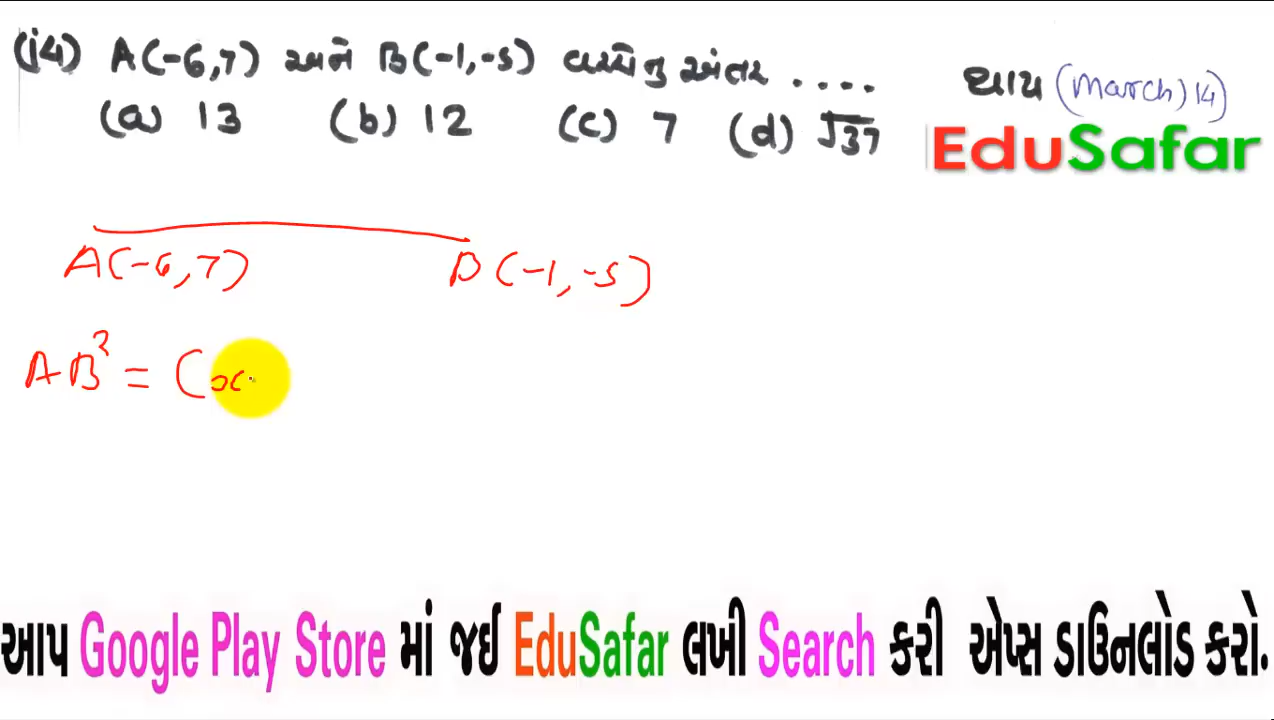 (14) A(-6,7) અને B(-1,-5) વચ્ચેનુ અંતર .... થાય (March) 14)
(a) 13 (b) 12 (c) 7 (d) √37
EduSafar
A(-6,7) B(-1,-5)
AB² = (x
આપ Google Play Store માં જઈ EduSafar લખી Search કરી એપ્સ ડાઉનલોડ કરો.